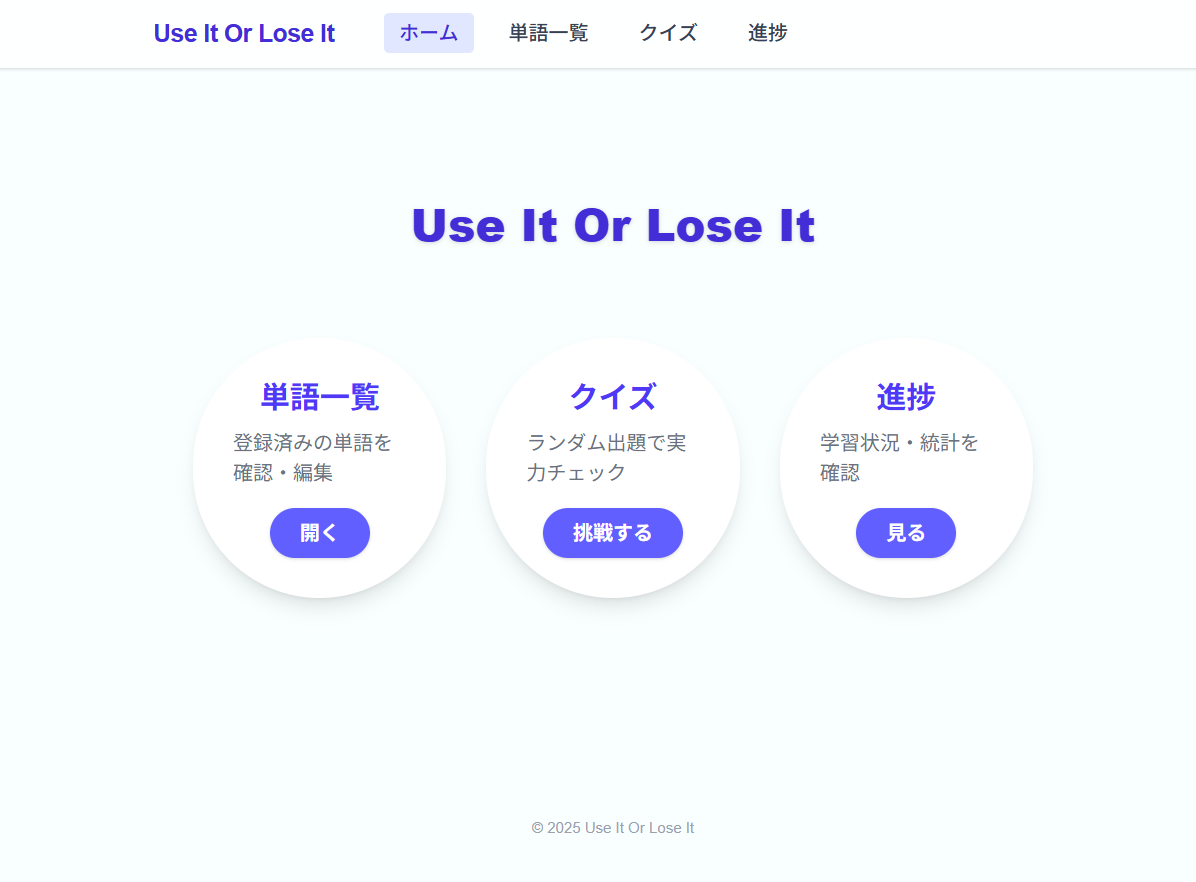 Use It Or Lose It ホーム 単語一覧 クイズ 進捗
Use It Or Lose It
単語一覧
登録済みの単語を
確認・編集
開く
クイズ
ランダム出題で実
力チェック
挑戦する
進捗
学習状況・統計を
確認
見る
© 2025 Use It Or Lose It